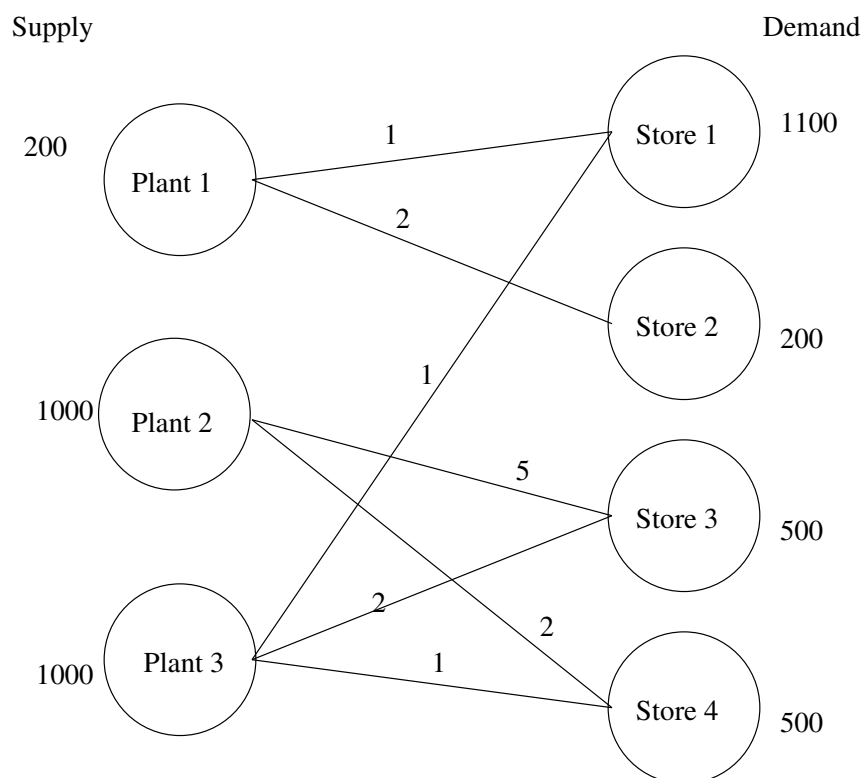 Supply
Demand
200
Plant 1
1
Store 1
1100
2
Store 2
200
1
1000
Plant 2
5
Store 3
500
2
2
1000
Plant 3
1
Store 4
500